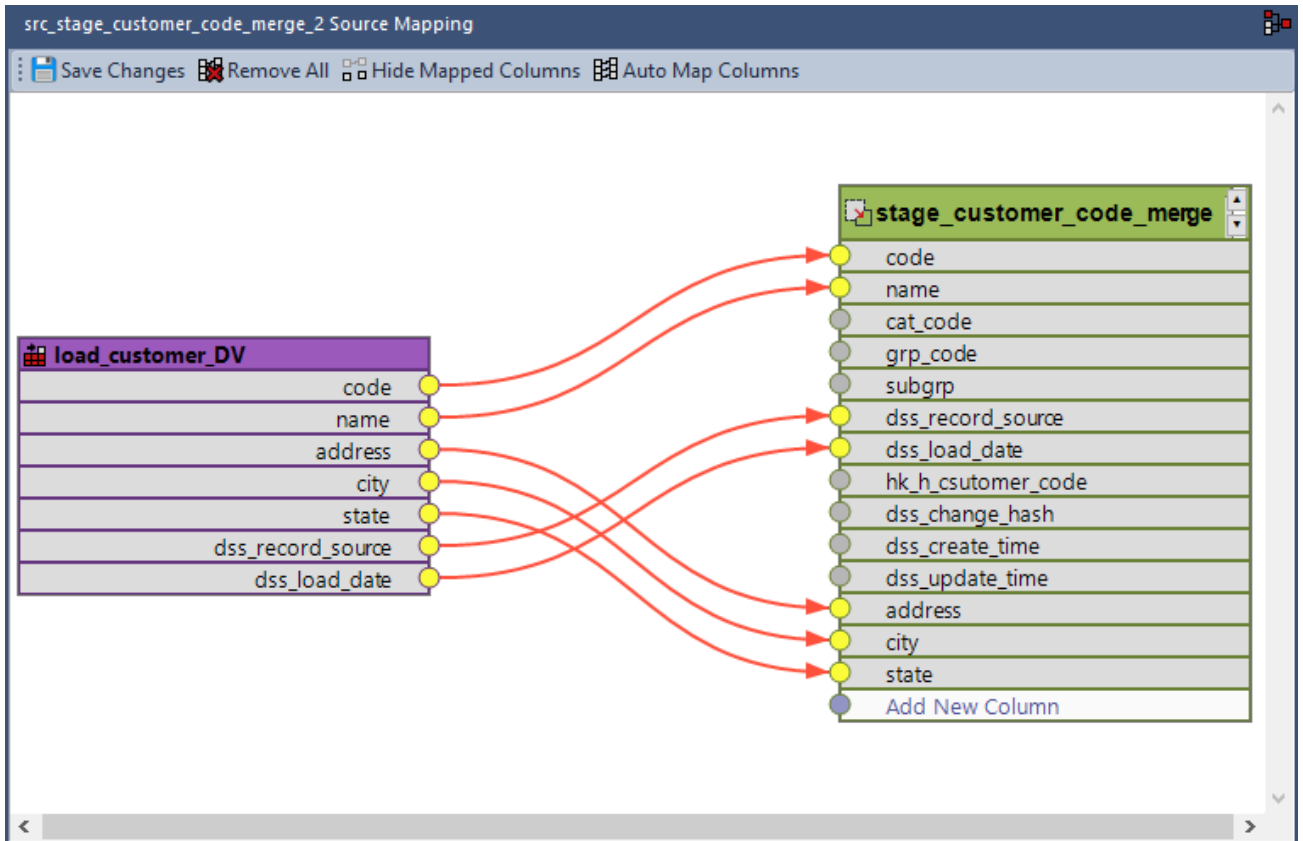 src_stage_customer_code_merge_2 Source Mapping
Save Changes Remove All Hide Mapped Columns Auto Map Columns
load_customer_DV
code
name
address
city
state
dss_record_source
dss_load_date
stage_customer_code_merge
code
name
cat_code
grp_code
subgrp
dss_record_source
dss_load_date
hk_h_csutomer_code
dss_change_hash
dss_create_time
dss_update_time
address
city
state
Add New Column